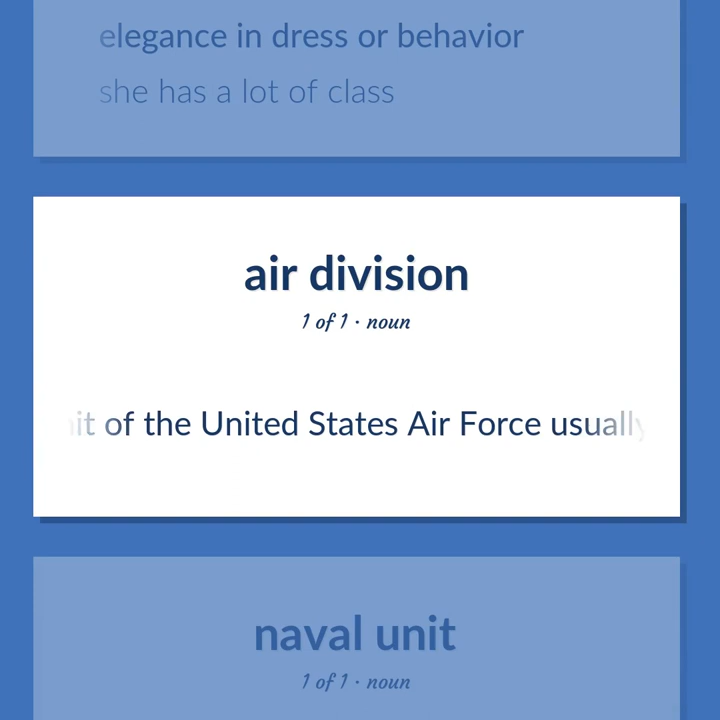 elegance in dress or behavior
she has a lot of class
air division
1 of 1 · noun
of the United States Air Force usually
naval unit
1 of 1 · noun